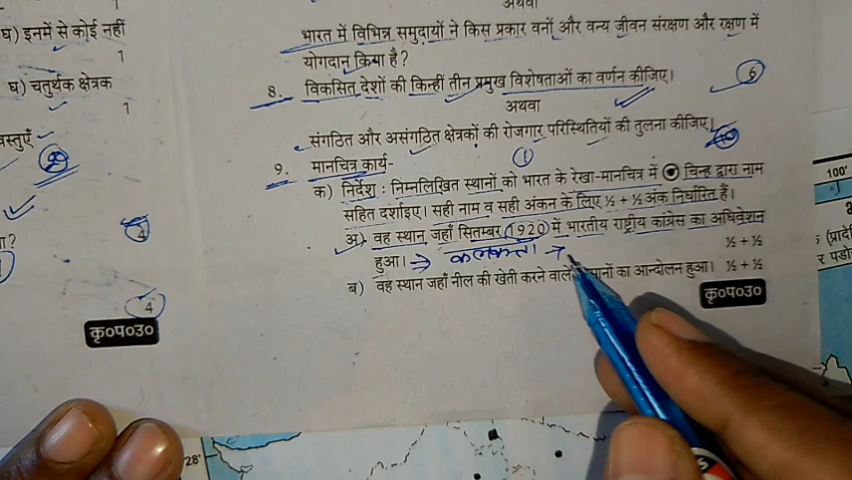 घ) इनमें से कोई नहीं
1
घ) चतुर्थक क्षेत्रक
1
वस्तुएँ
4
ा?
4
कृ०प०उ०
अथवा
भारत में विभिन्न समुदायों ने किस प्रकार वनों और वन्य जीवन संरक्षण और रक्षण में
योगदान किया है?
8. विकसित देशों की किन्हीं तीन प्रमुख विशेषताओं का वर्णन कीजिए। 6
अथवा
संगठित और असंगठित क्षेत्रकों की रोजगार परिस्थितियों की तुलना कीजिए।
9. मानचित्र कार्य-
क) निर्देश : निम्नलिखित स्थानों को भारत के रेखा-मानचित्र में चिन्ह द्वारा नाम
सहित दर्शाइए। सही नाम व सही अंकन के लिए ½ + ½ अंक निर्धारित हैं।
अ) वह स्थान जहाँ सितम्बर 1920 में भारतीय राष्ट्रीय कांग्रेस का अधिवेशन
हुआ। ⇒ कलकत्ता → ½ + ½
ब) वह स्थान जहाँ नील की खेती करने वाले का आन्दोलन हुआ। ½ + ½
कृ०प०उ०
100'
28'